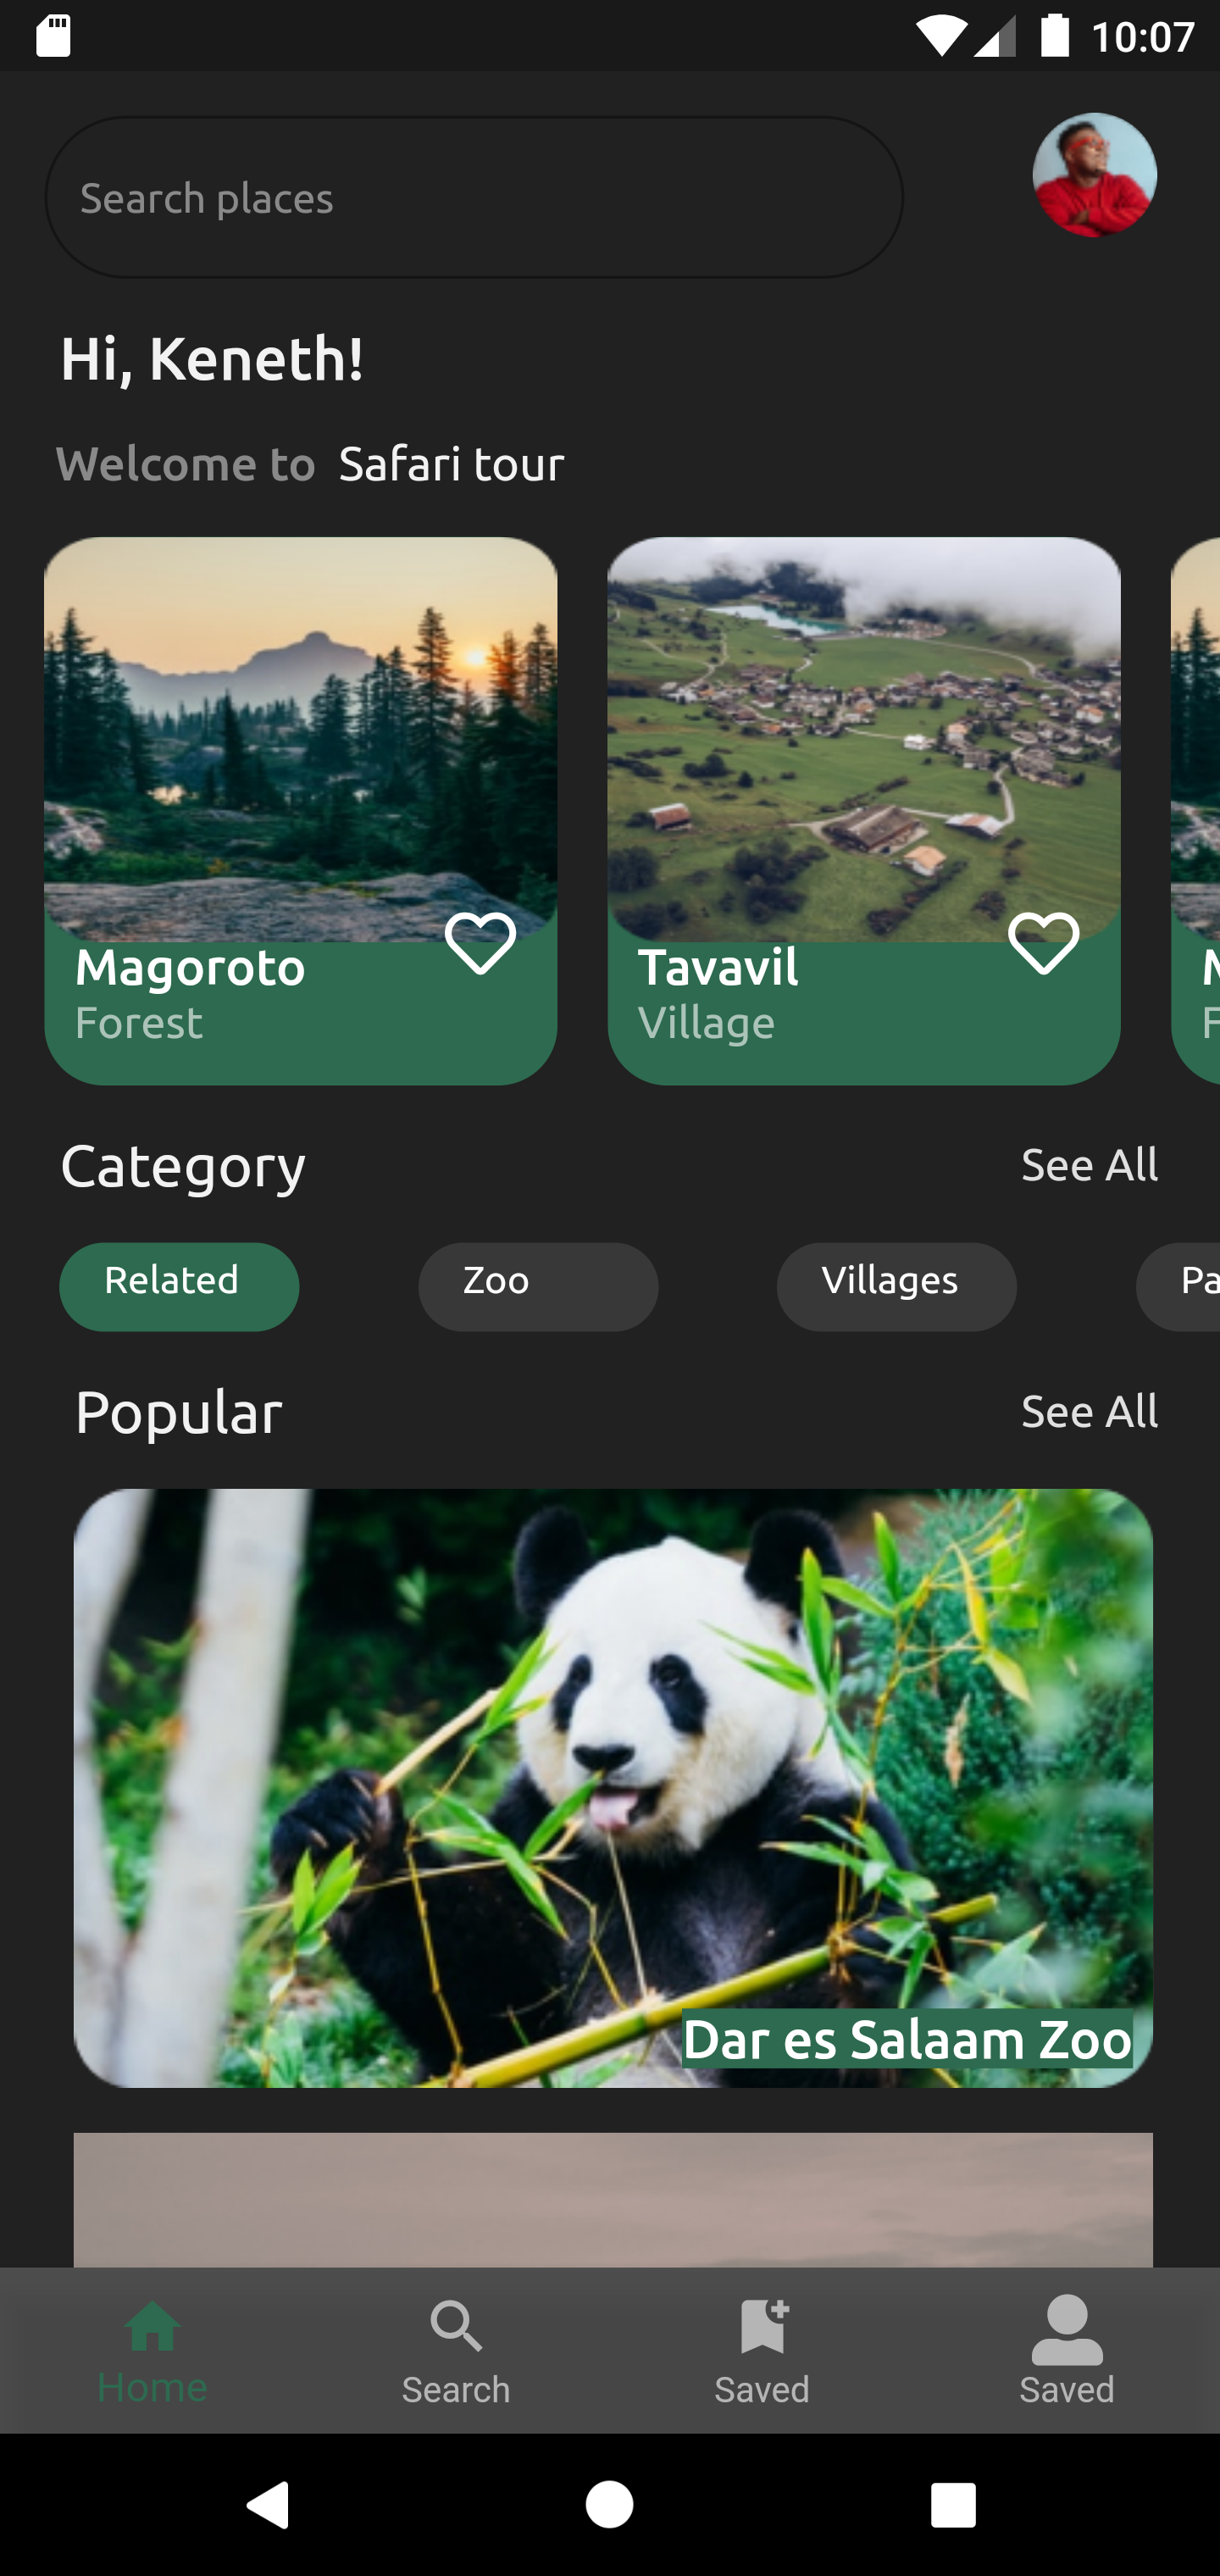 10:07
Search places
Hi, Keneth!
Welcome to Safari tour
Magoroto
Forest
Tavavil
Village
M
F
Category
See All
Related
Zoo
Villages
Pa
Popular
See All
Dar es Salaam Zoo
Home
Search
Saved
Saved